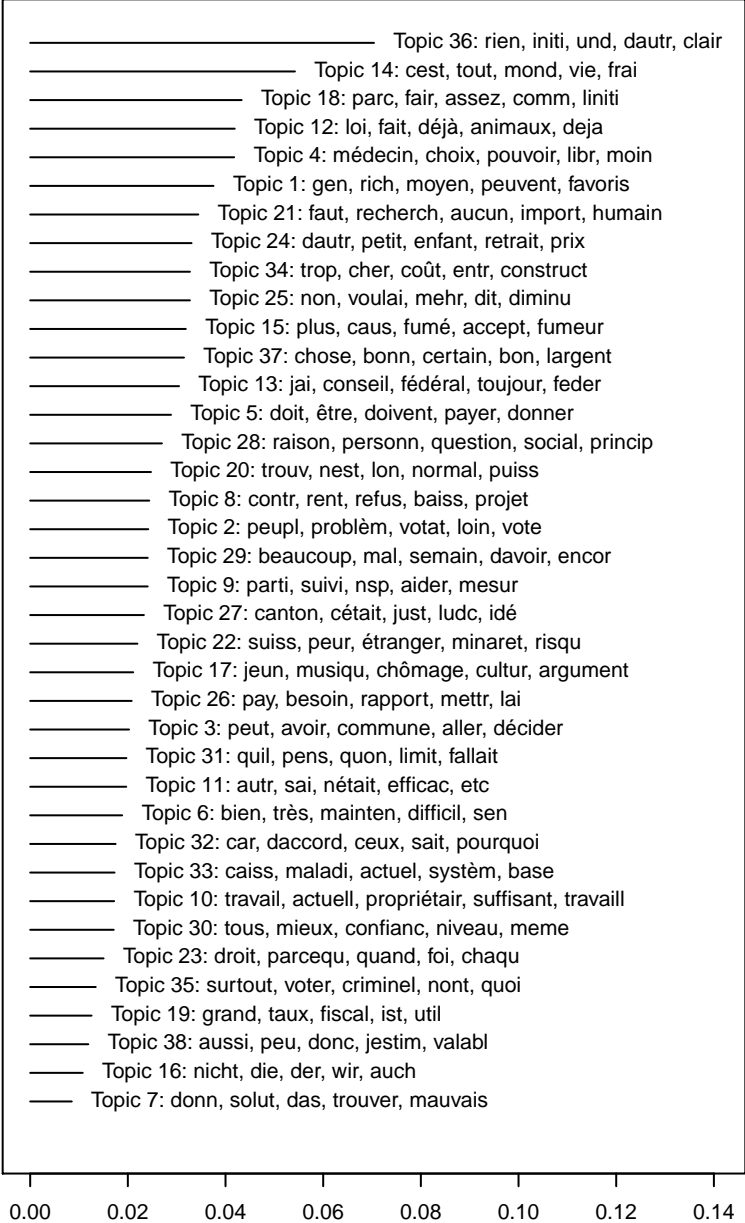 Topic 36: rien, initi, und, dautr, clair
Topic 14: cest, tout, mond, vie, frai
Topic 18: parc, fair, assez, comm, liniti
Topic 12: loi, fait, déjà, animaux, deja
Topic 4: médecin, choix, pouvoir, libr, moin
Topic 1: gen, rich, moyen, peuvent, favoris
Topic 21: faut, recherch, aucun, import, humain
Topic 24: dautr, petit, enfant, retrait, prix
Topic 34: trop, cher, coût, entr, construct
Topic 25: non, voulai, mehr, dit, diminu
Topic 15: plus, caus, fumé, accept, fumeur
Topic 37: chose, bonn, certain, bon, largent
Topic 13: jai, conseil, fédéral, toujour, feder
Topic 5: doit, être, doivent, payer, donner
Topic 28: raison, personn, question, social, princip
Topic 20: trouv, nest, lon, normal, puiss
Topic 8: contr, rent, refus, baiss, projet
Topic 2: peupl, problèm, votat, loin, vote
Topic 29: beaucoup, mal, semain, davoir, encor
Topic 9: parti, suivi, nsp, aider, mesur
Topic 27: canton, cétait, just, ludc, idé
Topic 22: suiss, peur, étranger, minaret, risqu
Topic 17: jeun, musiqu, chômage, cultur, argument
Topic 26: pay, besoin, rapport, mettr, lai
Topic 3: peut, avoir, commune, aller, décider
Topic 31: quil, pens, quon, limit, fallait
Topic 11: autr, sai, nétait, efficac, etc
Topic 6: bien, très, mainten, difficil, sen
Topic 32: car, daccord, ceux, sait, pourquoi
Topic 33: caiss, maladi, actuel, systèm, base
Topic 10: travail, actuell, propriétair, suffisant, travaill
Topic 30: tous, mieux, confianc, niveau, meme
Topic 23: droit, parcequ, quand, foi, chaqu
Topic 35: surtout, voter, criminel, nont, quoi
Topic 19: grand, taux, fiscal, ist, util
Topic 38: aussi, peu, donc, jestim, valabl
Topic 16: nicht, die, der, wir, auch
Topic 7: donn, solut, das, trouver, mauvais
0.00 0.02 0.04 0.06 0.08 0.10 0.12 0.14